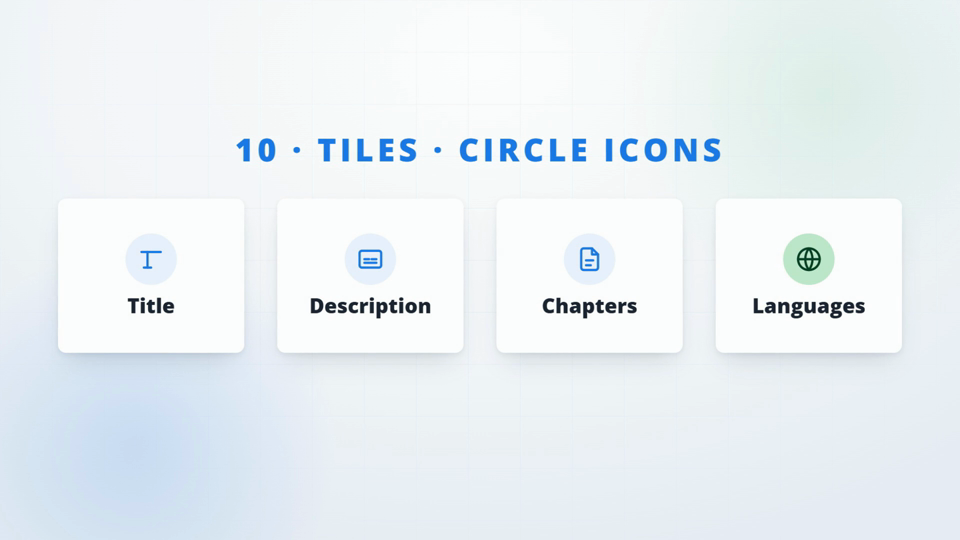 10 · TILES · CIRCLE ICONS
Title
Description
Chapters
Languages